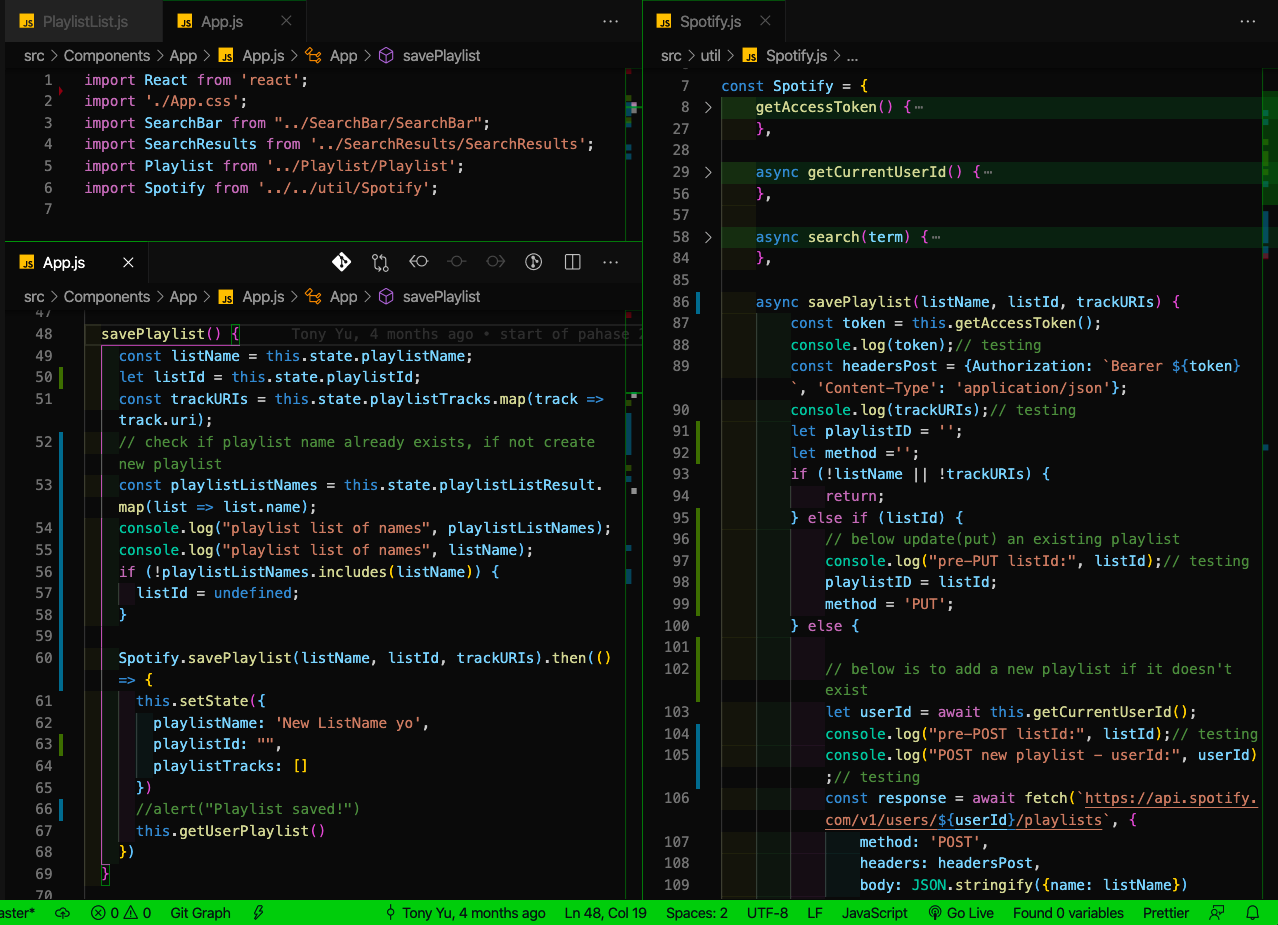 JS PlaylistList.js
JS App.js
src > Components > App > JS App.js > App > savePlaylist
1 import React from 'react';
2 import './App.css';
3 import SearchBar from "../SearchBar/SearchBar";
4 import SearchResults from '../SearchResults/SearchResults';
5 import Playlist from '../Playlist/Playlist';
6 import Spotify from '../../util/Spotify';
7
JS App.js
src > Components > App > JS App.js > App > savePlaylist
47
48 savePlaylist() { Tony Yu, 4 months ago • start of pahase 2
49 const listName = this.state.playlistName;
50 let listId = this.state.playlistId;
51 const trackURIs = this.state.playlistTracks.map(track =>
track.uri);
52 // check if playlist name already exists, if not create
new playlist
53 const playlistListNames = this.state.playlistListResult.
map(list => list.name);
54 console.log("playlist list of names", playlistListNames);
55 console.log("playlist list of names", listName);
56 if (!playlistListNames.includes(listName)) {
57 listId = undefined;
58 }
59
60 Spotify.savePlaylist(listName, listId, trackURIs).then(()
=> {
61 this.setState({
62 playlistName: 'New ListName yo',
63 playlistId: "",
64 playlistTracks: []
65 })
66 //alert("Playlist saved!")
67 this.getUserPlaylist()
68 })
69 }
70
JS Spotify.js
src > util > JS Spotify.js > ...
7 const Spotify = {
8 getAccessToken() {…
27 },
28
29 async getCurrentUserId() {…
56 },
57
58 async search(term) {…
84 },
85
86 async savePlaylist(listName, listId, trackURIs) {
87 const token = this.getAccessToken();
88 console.log(token);// testing
89 const headersPost = {Authorization: `Bearer ${token}
`, 'Content-Type': 'application/json'};
90 console.log(trackURIs);// testing
91 let playlistID = '';
92 let method ='';
93 if (!listName || !trackURIs) {
94 return;
95 } else if (listId) {
96 // below update(put) an existing playlist
97 console.log("pre-PUT listId:", listId);// testing
98 playlistID = listId;
99 method = 'PUT';
100 } else {
101
102 // below is to add a new playlist if it doesn't
exist
103 let userId = await this.getCurrentUserId();
104 console.log("pre-POST listId:", listId);// testing
105 console.log("POST new playlist - userId:", userId)
;// testing
106 const response = await fetch(`https://api.spotify.
com/v1/users/${userId}/playlists`, {
107 method: 'POST',
108 headers: headersPost,
109 body: JSON.stringify({name: listName})
aster* 0 0 Git Graph Tony Yu, 4 months ago Ln 48, Col 19 Spaces: 2 UTF-8 LF JavaScript Go Live Found 0 variables Prettier